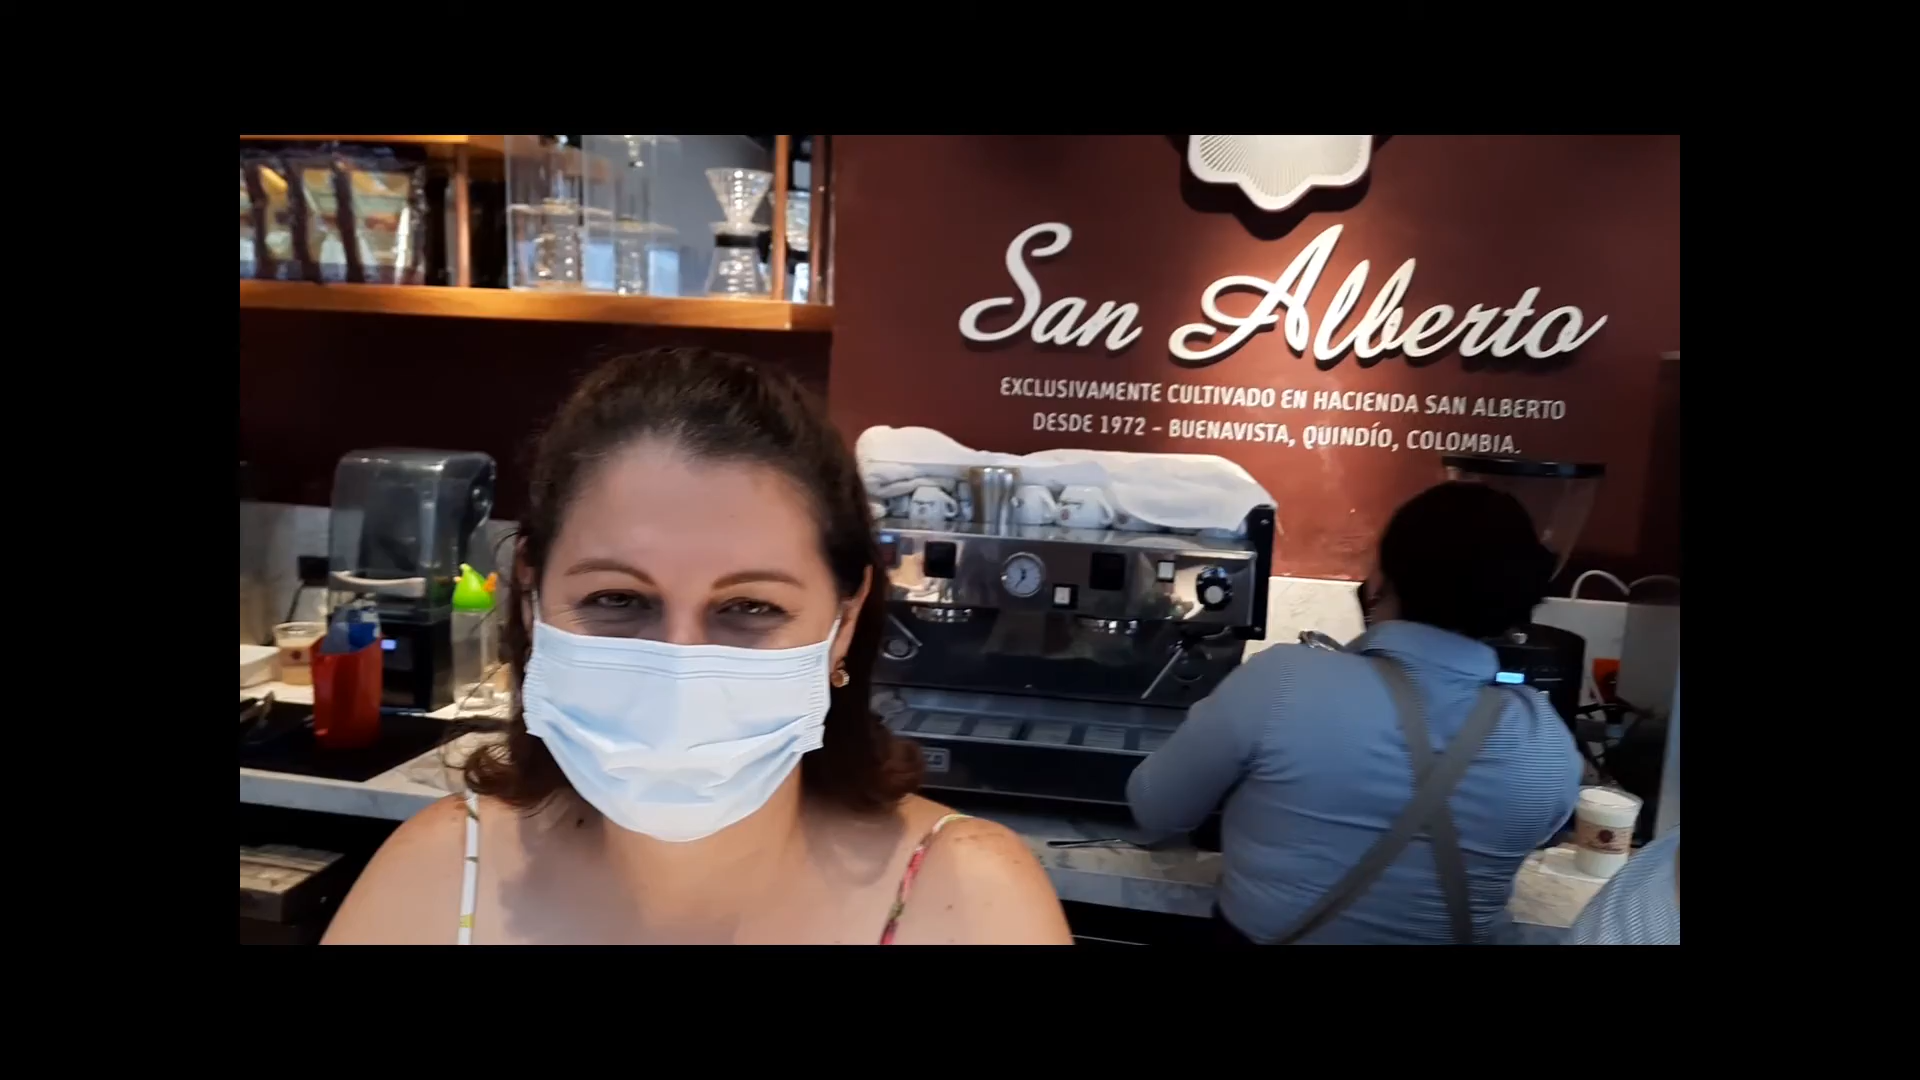 San Alberto
EXCLUSIVAMENTE CULTIVADO EN HACIENDA SAN ALBERTO
DESDE 1972 - BUENAVISTA, QUINDÍO, COLOMBIA.